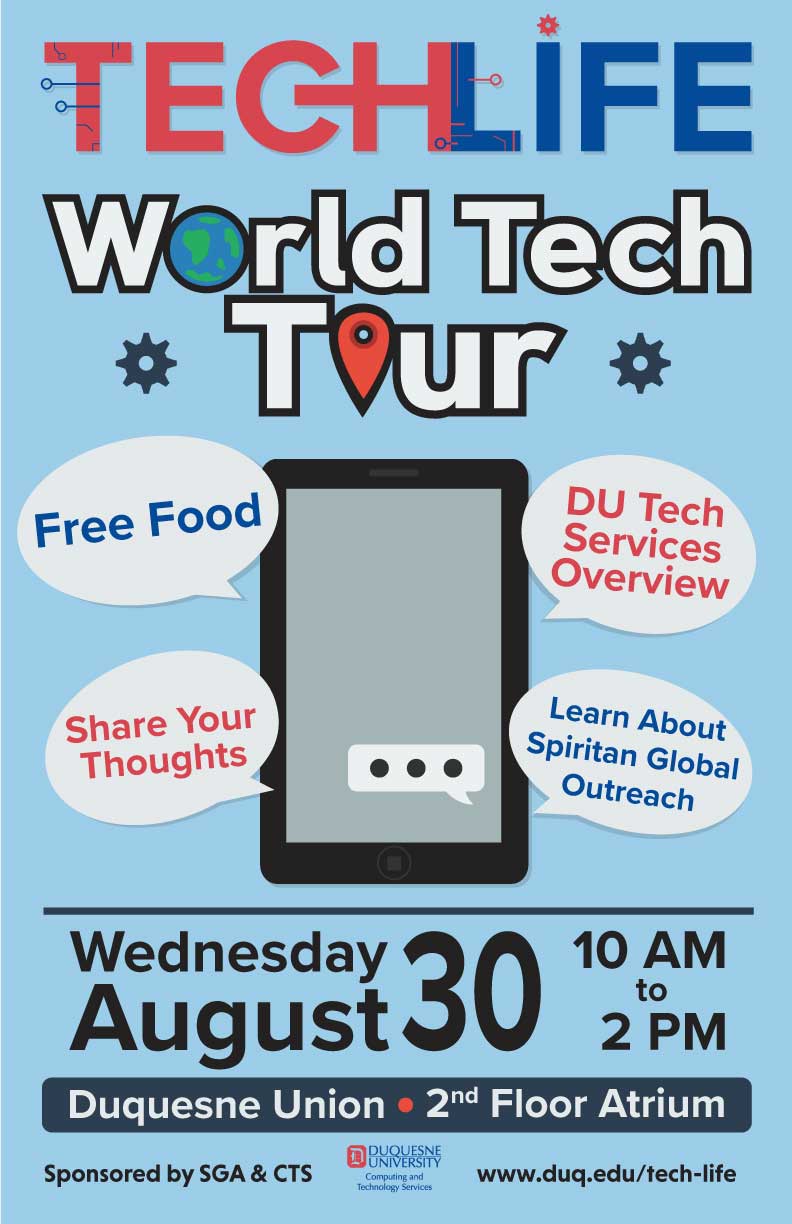 TECHLIFE
World Tech
Tour
Free Food
DU Tech
Services
Overview
Share Your
Thoughts
Learn About
Spiritan Global
Outreach
Wednesday
August 30
10 AM
to
2 PM
Duquesne Union • 2nd Floor Atrium
Sponsored by SGA & CTS
DUQUESNE
UNIVERSITY
Computing and
Technology Services
www.duq.edu/tech-life